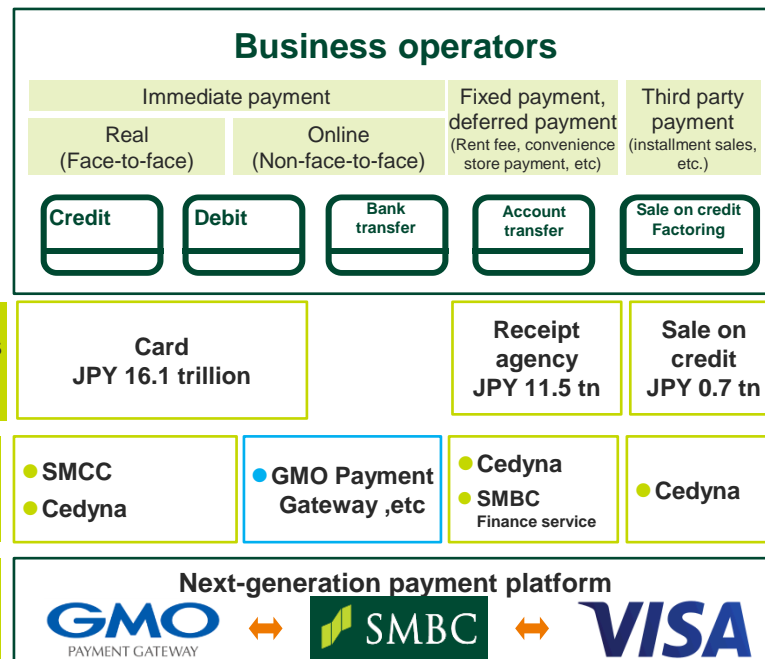 Business operators
Immediate payment
Fixed payment,
deferred payment
(Rent fee, convenience
store payment, etc)
Third party
payment
(installment sales,
etc.)
Real
(Face-to-face)
Online
(Non-face-to-face)
Credit
Debit
Bank
transfer
Account
transfer
Sale on credit
Factoring
Card
JPY 16.1 trillion
Receipt
agency
JPY 11.5 tn
Sale on
credit
JPY 0.7 tn
SMCC
Cedyna
GMO Payment
Gateway ,etc
Cedyna
SMBC
Finance service
Cedyna
Next-generation payment platform
GMO
PAYMENT GATEWAY
SMBC
VISA